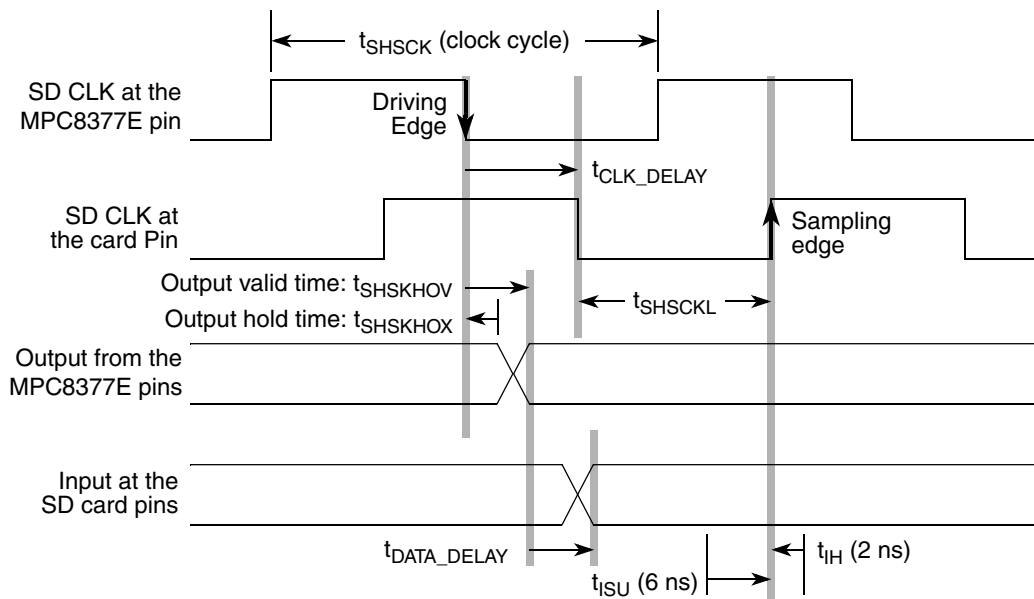 tSHSCK (clock cycle)
SD CLK at the
MPC8377E pin
Driving
Edge
tCLK_DELAY
SD CLK at
the card Pin
Sampling
edge
Output valid time: tSHSKHOV
tSHSCKL
Output hold time: tSHSKHOX
Output from the
MPC8377E pins
Input at the
SD card pins
tDATA_DELAY
tIH (2 ns)
tISU (6 ns)